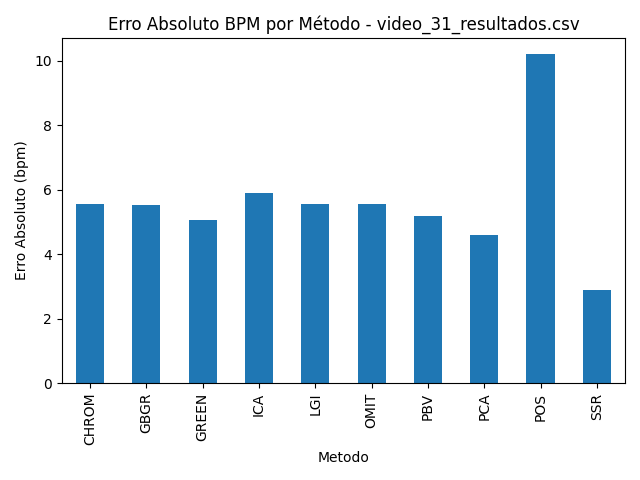 Erro Absoluto BPM por Método - video_31_resultados.csv
Erro Absoluto (bpm)
10
8
6
4
2
0
CHROM
GBGR
GREEN
ICA
LGI
OMIT
PBV
PCA
POS
SSR
Metodo